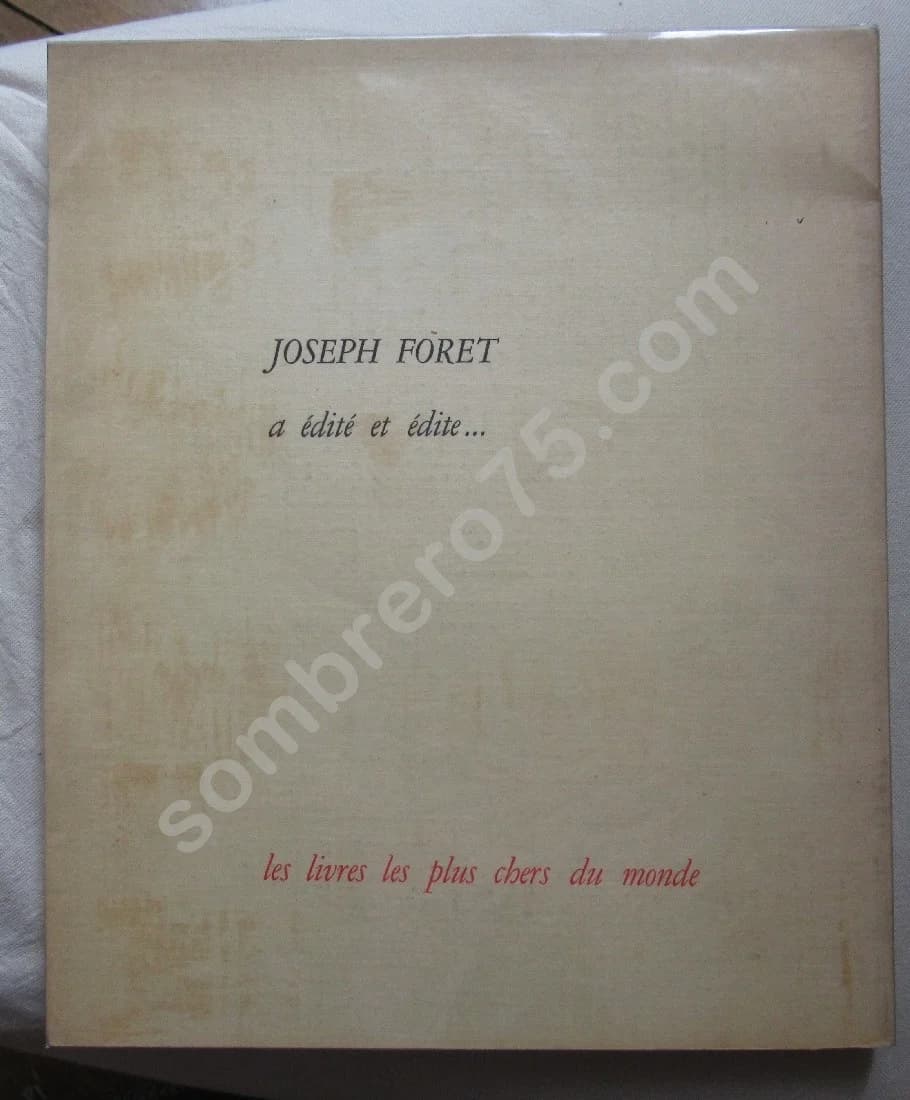 JOSEPH FORET
a édité et édite...
les livres les plus chers du monde
sombrero75.com